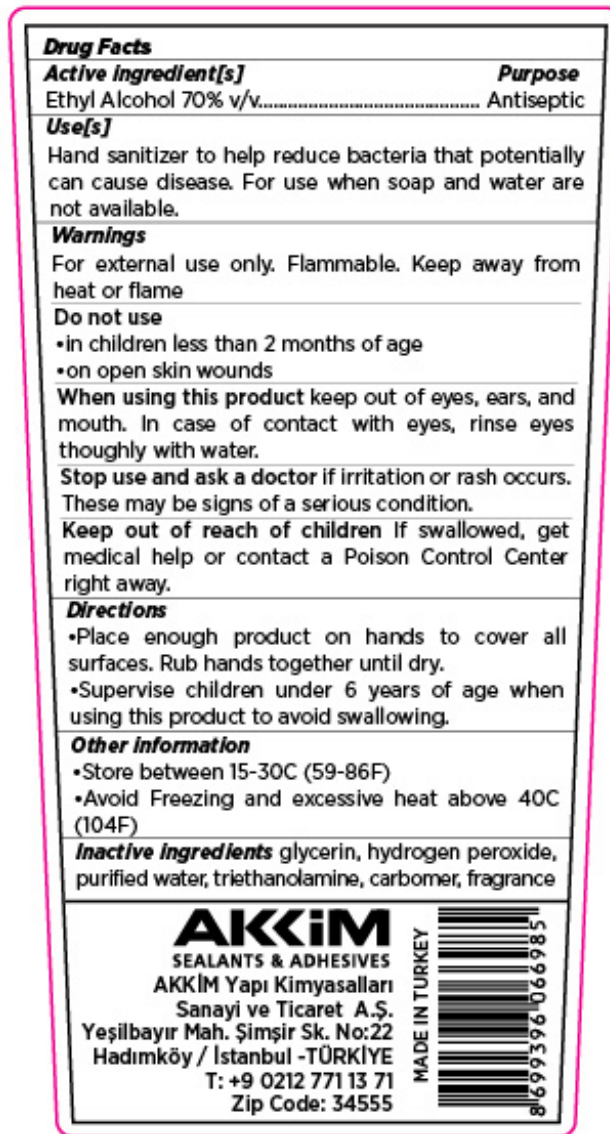 Drug Facts
Active ingredient[s] Purpose
Ethyl Alcohol 70% v/v............................................... Antiseptic
Use[s]
Hand sanitizer to help reduce bacteria that potentially
can cause disease. For use when soap and water are
not available.
Warnings
For external use only. Flammable. Keep away from
heat or flame
Do not use
•in children less than 2 months of age
•on open skin wounds
When using this product keep out of eyes, ears, and
mouth. In case of contact with eyes, rinse eyes
thoughly with water.
Stop use and ask a doctor if irritation or rash occurs.
These may be signs of a serious condition.
Keep out of reach of children If swallowed, get
medical help or contact a Poison Control Center
right away.
Directions
•Place enough product on hands to cover all
surfaces. Rub hands together until dry.
•Supervise children under 6 years of age when
using this product to avoid swallowing.
Other information
•Store between 15-30C (59-86F)
•Avoid Freezing and excessive heat above 40C
(104F)
Inactive ingredients glycerin, hydrogen peroxide,
purified water, triethanolamine, carbomer, fragrance
AKKiM
SEALANTS & ADHESIVES
AKKİM Yapı Kimyasalları
Sanayi ve Ticaret A.Ş.
Yeşilbayır Mah. Şimşir Sk. No:22
Hadımköy / İstanbul -TÜRKİYE
T: +9 0212 771 13 71
Zip Code: 34555
MADE IN TURKEY
8 699396 066985